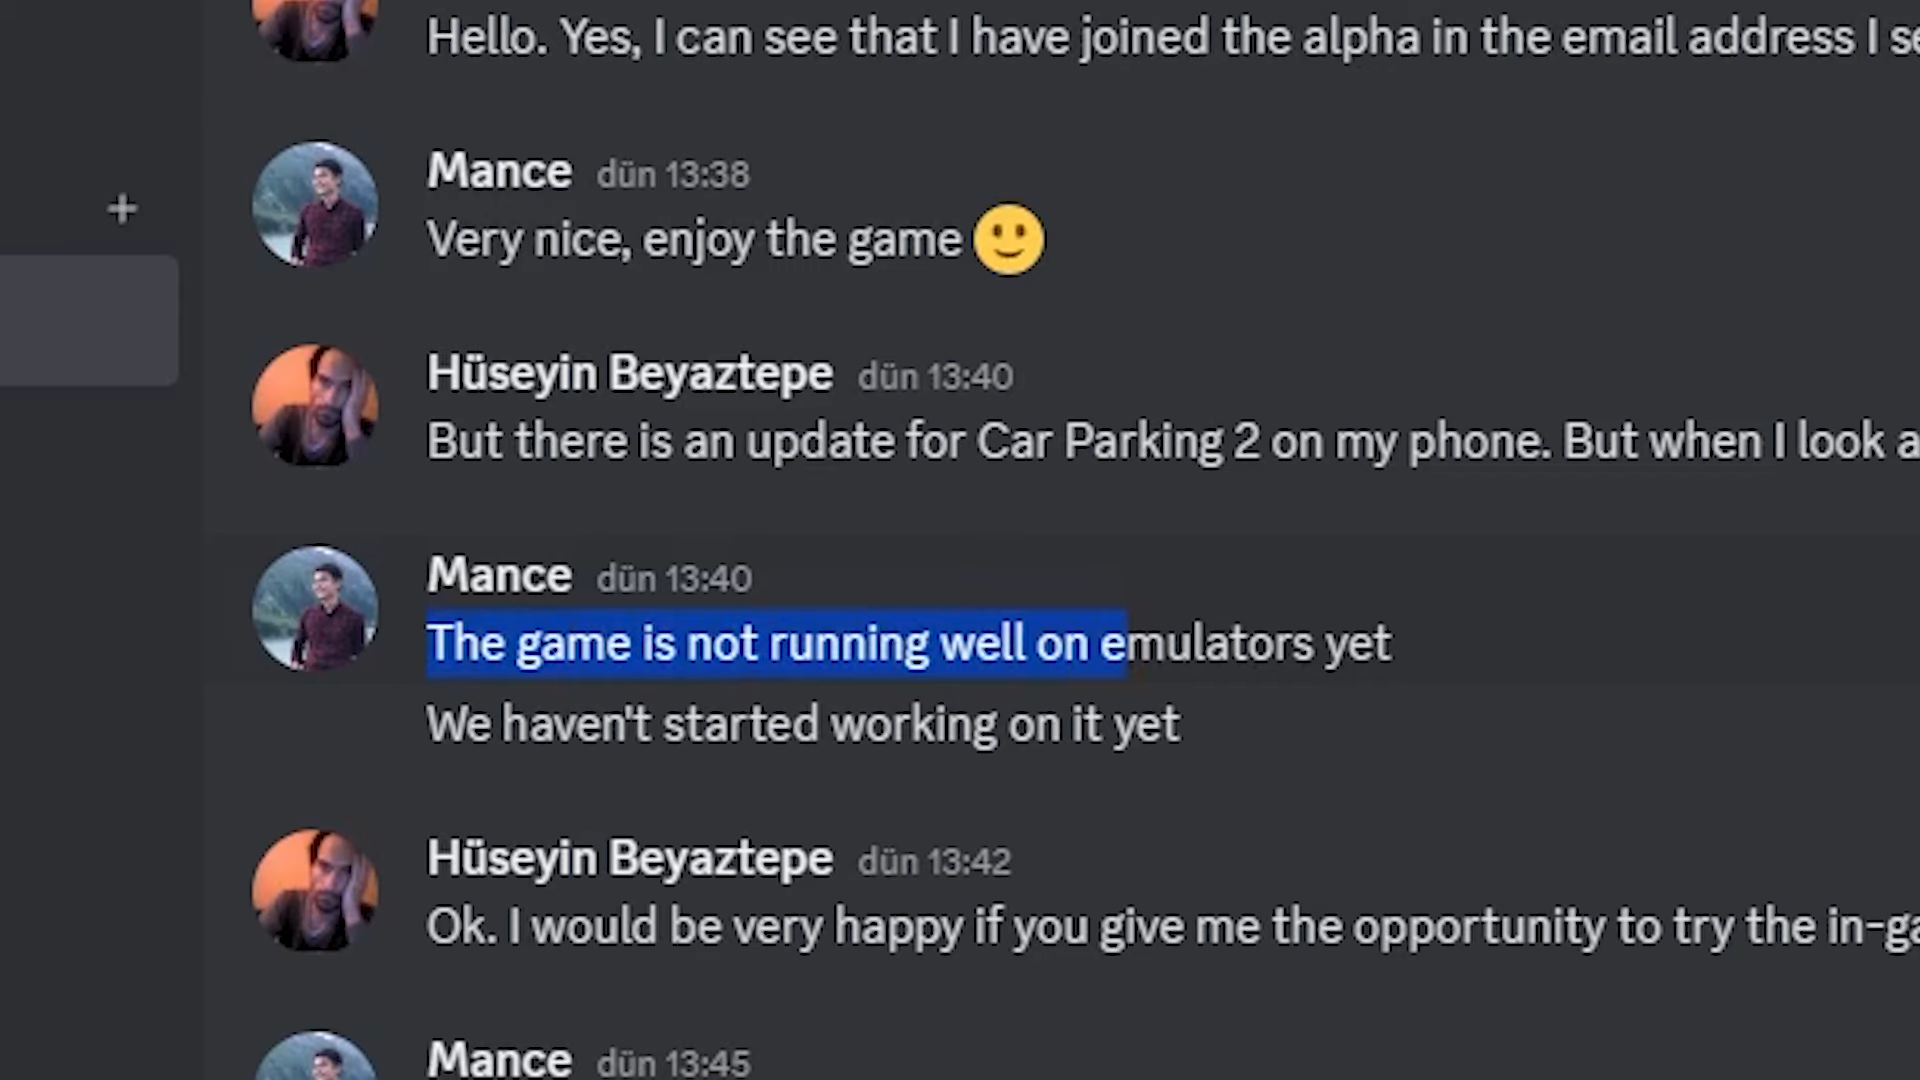 Hello. Yes, I can see that I have joined the alpha in the email address I
Mance dün 13:38
Very nice, enjoy the game
Hüseyin Beyaztepe dün 13:40
But there is an update for Car Parking 2 on my phone. But when I look
Mance dün 13:40
The game is not running well on emulators yet
We haven't started working on it yet
Hüseyin Beyaztepe dün 13:42
Ok. I would be very happy if you give me the opportunity to try the
Mance dün 13:45